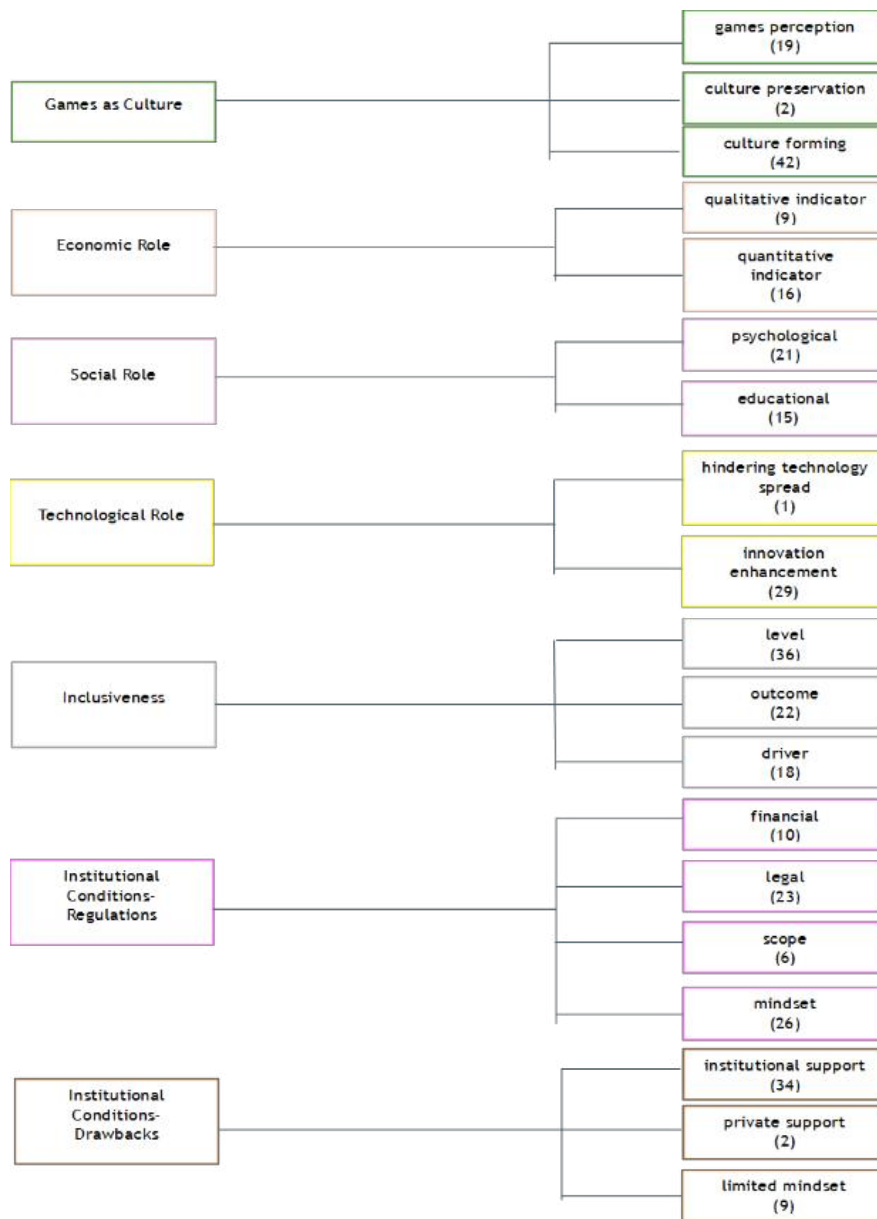 games perception
(19)
Games as Culture
culture preservation
(2)
culture forming
(42)
qualitative indicator
(9)
Economic Role
quantitative
indicator
(16)
psychological
(21)
Social Role
educational
(15)
hindering technology
spread
(1)
Technological Role
innovation
enhancement
(29)
level
(36)
Inclusiveness
outcome
(22)
driver
(18)
financial
(10)
Institutional
Conditions-
Regulations
legal
(23)
scope
(6)
mindset
(26)
institutional support
(34)
Institutional
Conditions-
Drawbacks
private support
(2)
limited mindset
(9)